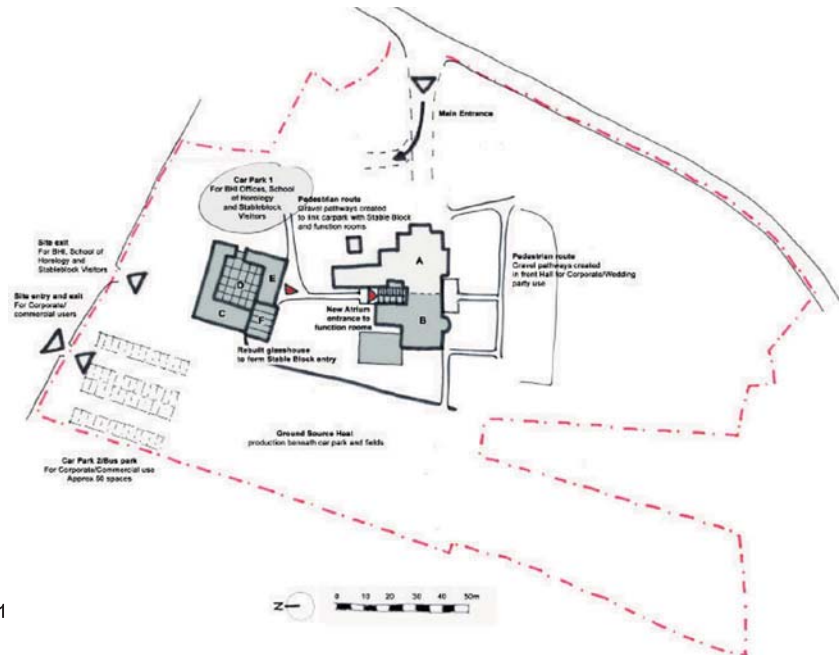 Main Entrance
Car Park 1
For BHI Offices, School
of Horology
and Stableblock
Visitors
Pedestrian route
Gravel pathways created
to link carpark with Stable Block
and function rooms
Site exit
For BHI, School of
Horology and
Stableblock Visitors
Pedestrian route
Gravel pathways created
in front Hall for Corporate/Wedding
party use
A
E
D
Site entry and exit
For Corporate/
commercial users
New Atrium
entrance to
function rooms
C
F
B
Rebuilt glasshouse
to form Stable Block entry
Ground Source Heat
production beneath car park and fields
Car Park 2/Bus park
For Corporate/Commercial use
Approx 50 spaces
N
0 10 20 30 40 50m
1